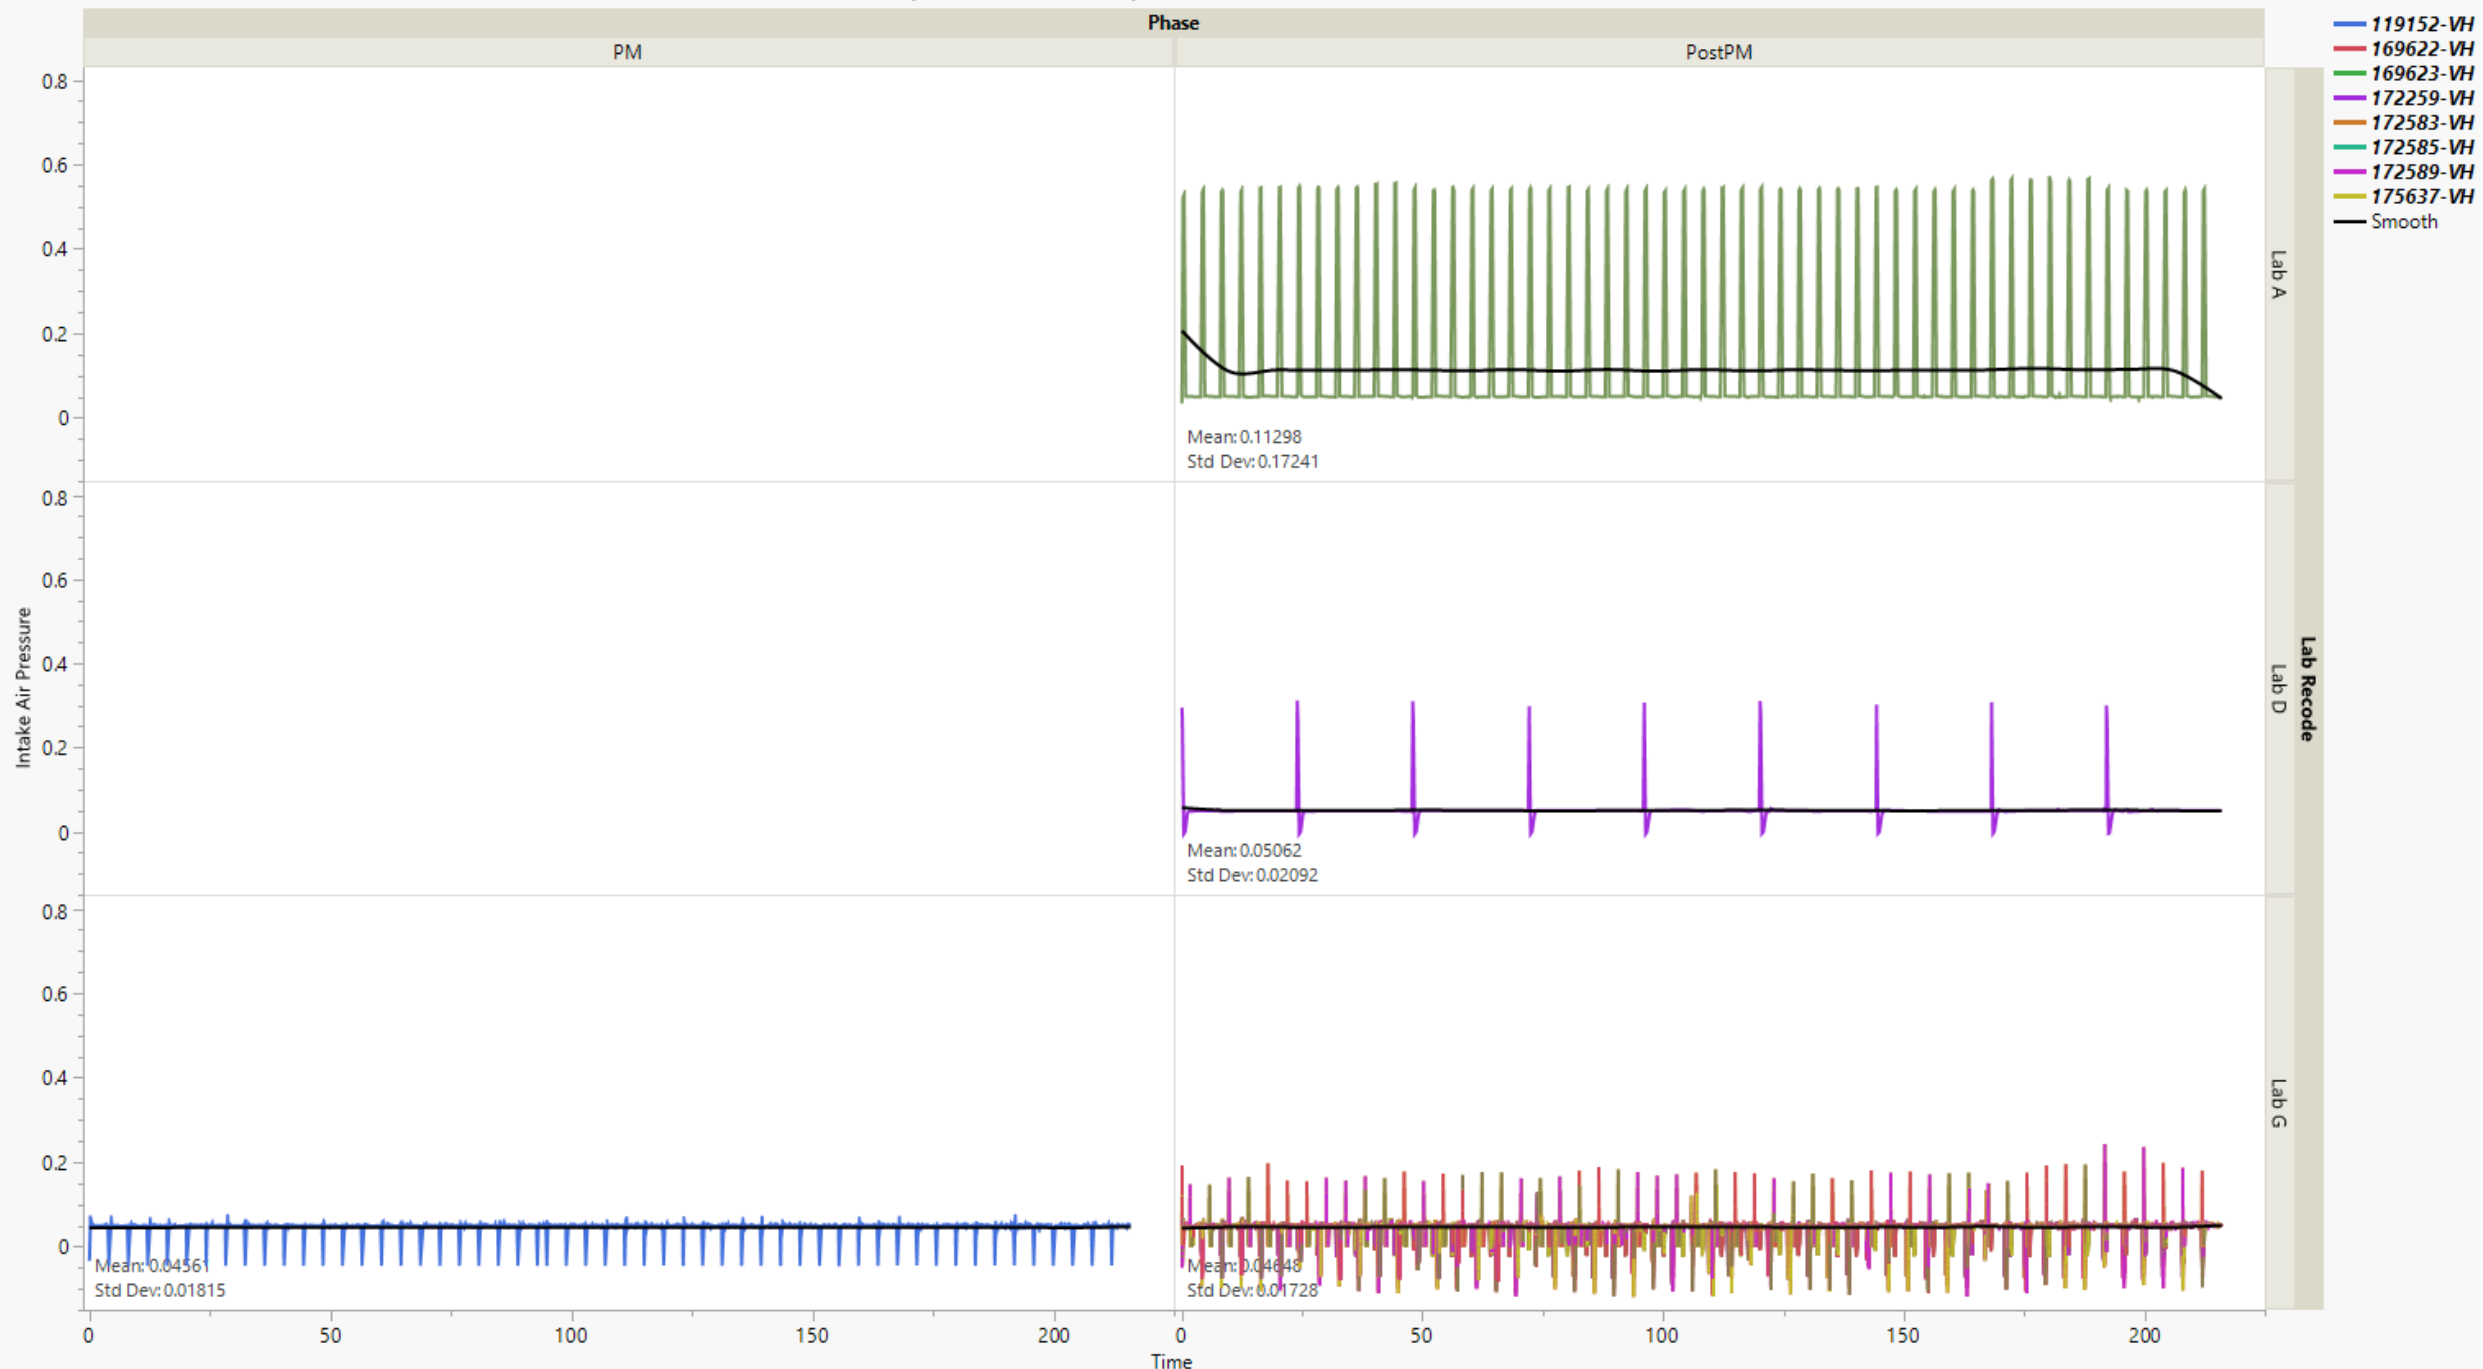 Phase
PM
PostPM
119152-VH
169622-VH
169623-VH
172259-VH
172583-VH
172585-VH
172589-VH
175637-VH
Smooth
0.8
0.6
0.4
0.2
0
Mean: 0.11298
Std Dev: 0.17241
Lab A
0.8
0.6
0.4
0.2
0
Mean: 0.05062
Std Dev: 0.02092
Lab D
Intake Air Pressure
Lab Recode
0.8
0.6
0.4
0.2
0
Mean: 0.04561
Std Dev: 0.01815
Mean: 0.04648
Std Dev: 0.01728
Lab G
0 50 100 150 200 0 50 100 150 200
Time